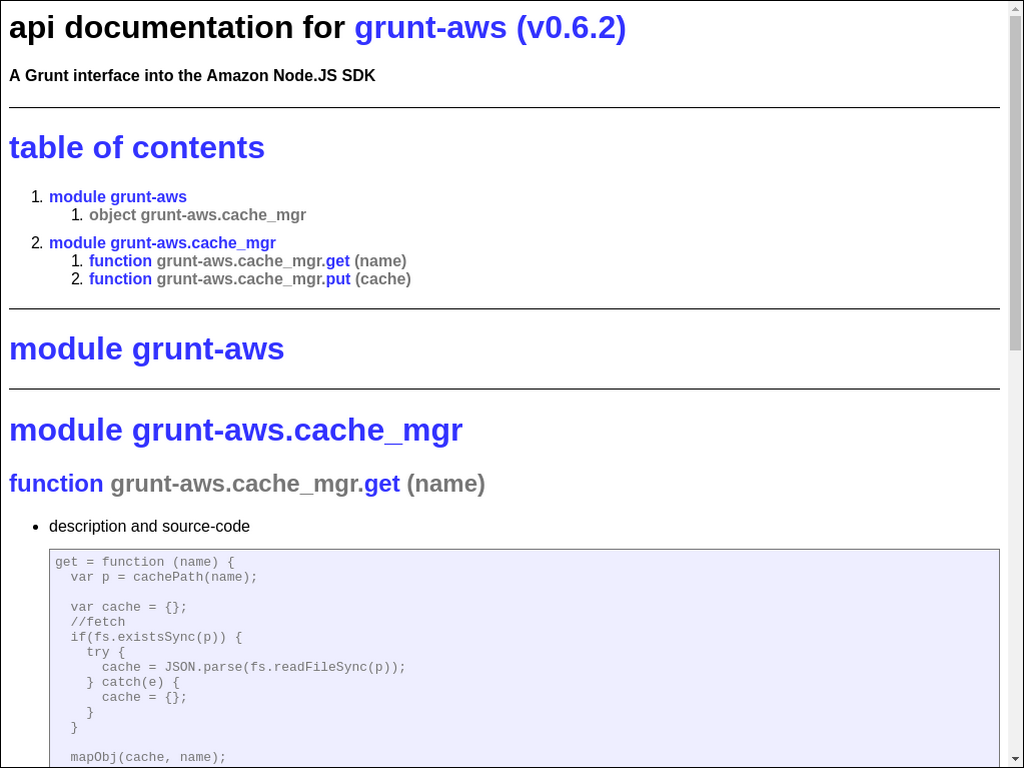 api documentation for grunt-aws (v0.6.2)
A Grunt interface into the Amazon Node.JS SDK
table of contents
1. module grunt-aws
1. object grunt-aws.cache_mgr
2. module grunt-aws.cache_mgr
1. function grunt-aws.cache_mgr.get (name)
2. function grunt-aws.cache_mgr.put (cache)
module grunt-aws
module grunt-aws.cache_mgr
function grunt-aws.cache_mgr.get (name)
• description and source-code
get = function (name) {
  var p = cachePath(name);
  var cache = {};
  //fetch
  if(fs.existsSync(p)) {
    try {
      cache = JSON.parse(fs.readFileSync(p));
    } catch(e) {
      cache = {};
    }
  }
  mapObj(cache, name);